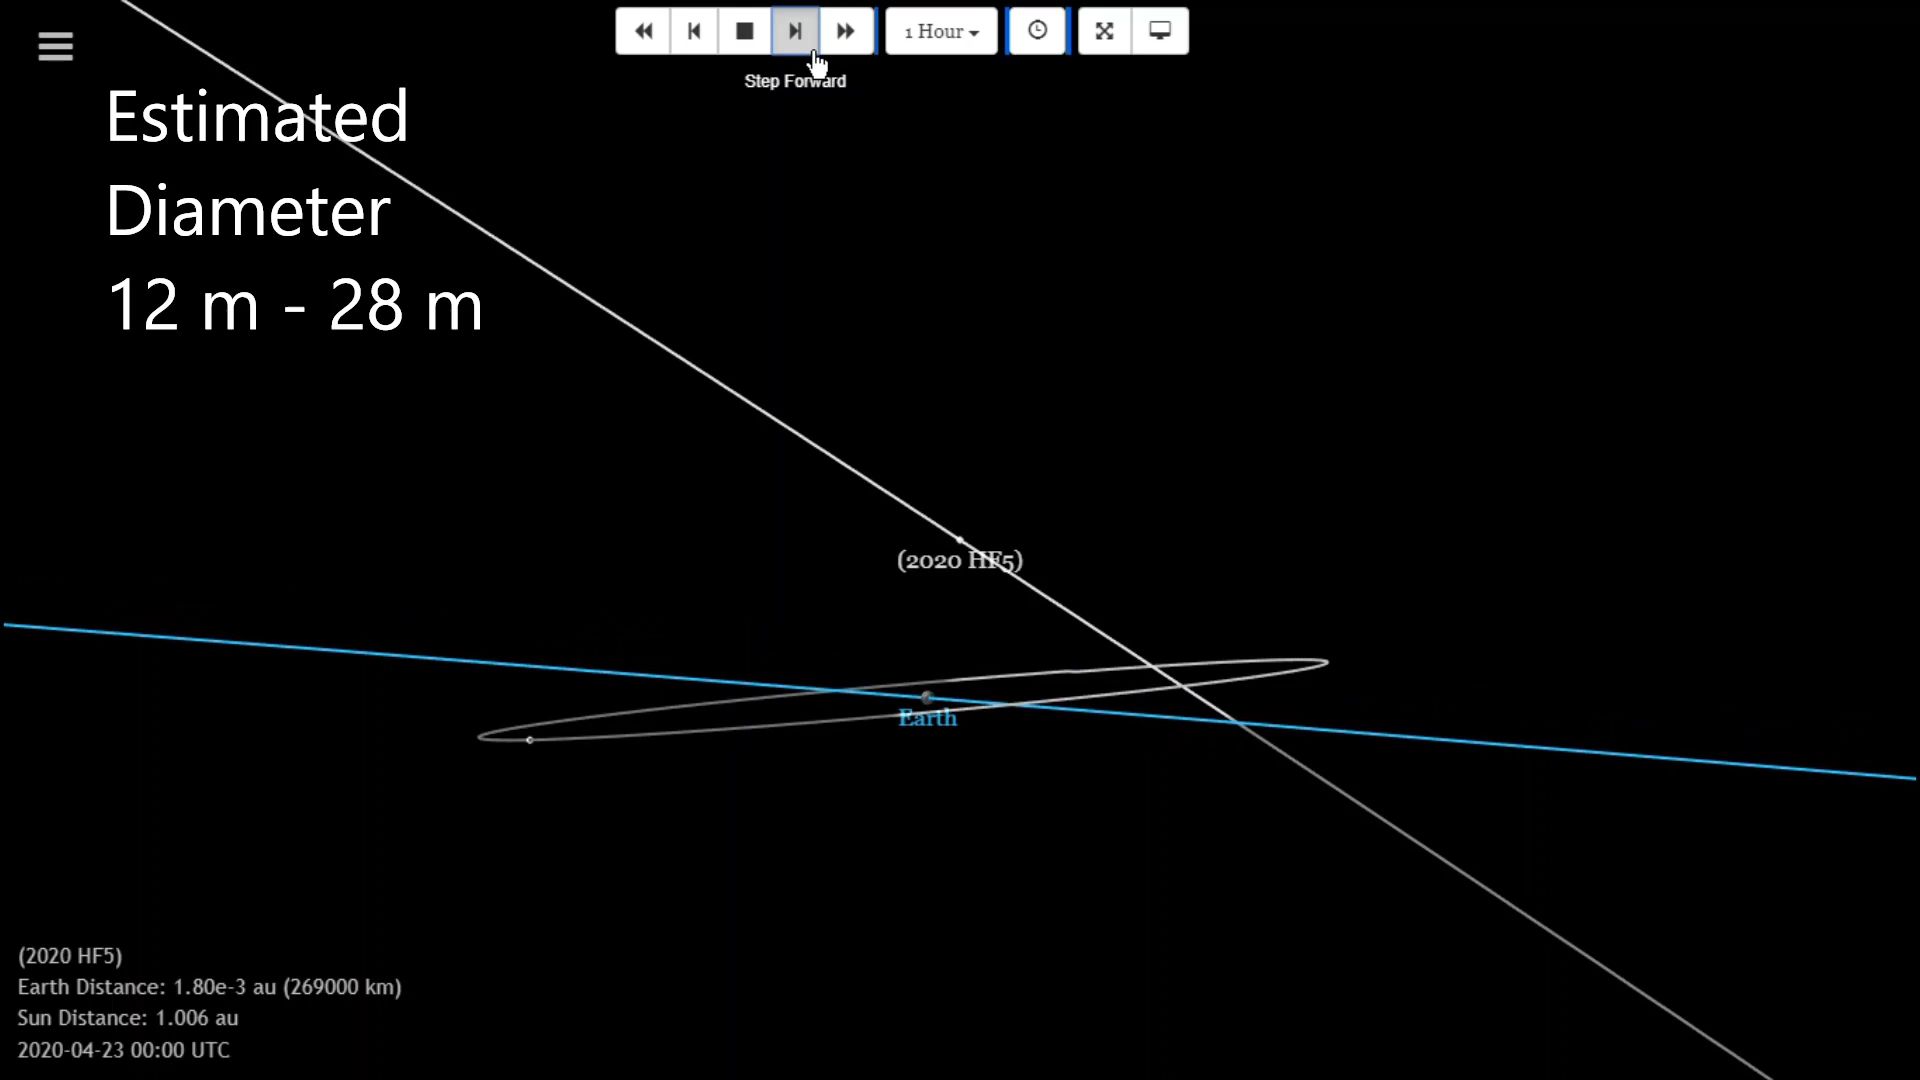 1 Hour
Step Forward
Estimated
Diameter
12 m - 28 m
(2020 HF5)
Earth
(2020 HF5)
Earth Distance: 1.80e-3 au (269000 km)
Sun Distance: 1.006 au
2020-04-23 00:00 UTC